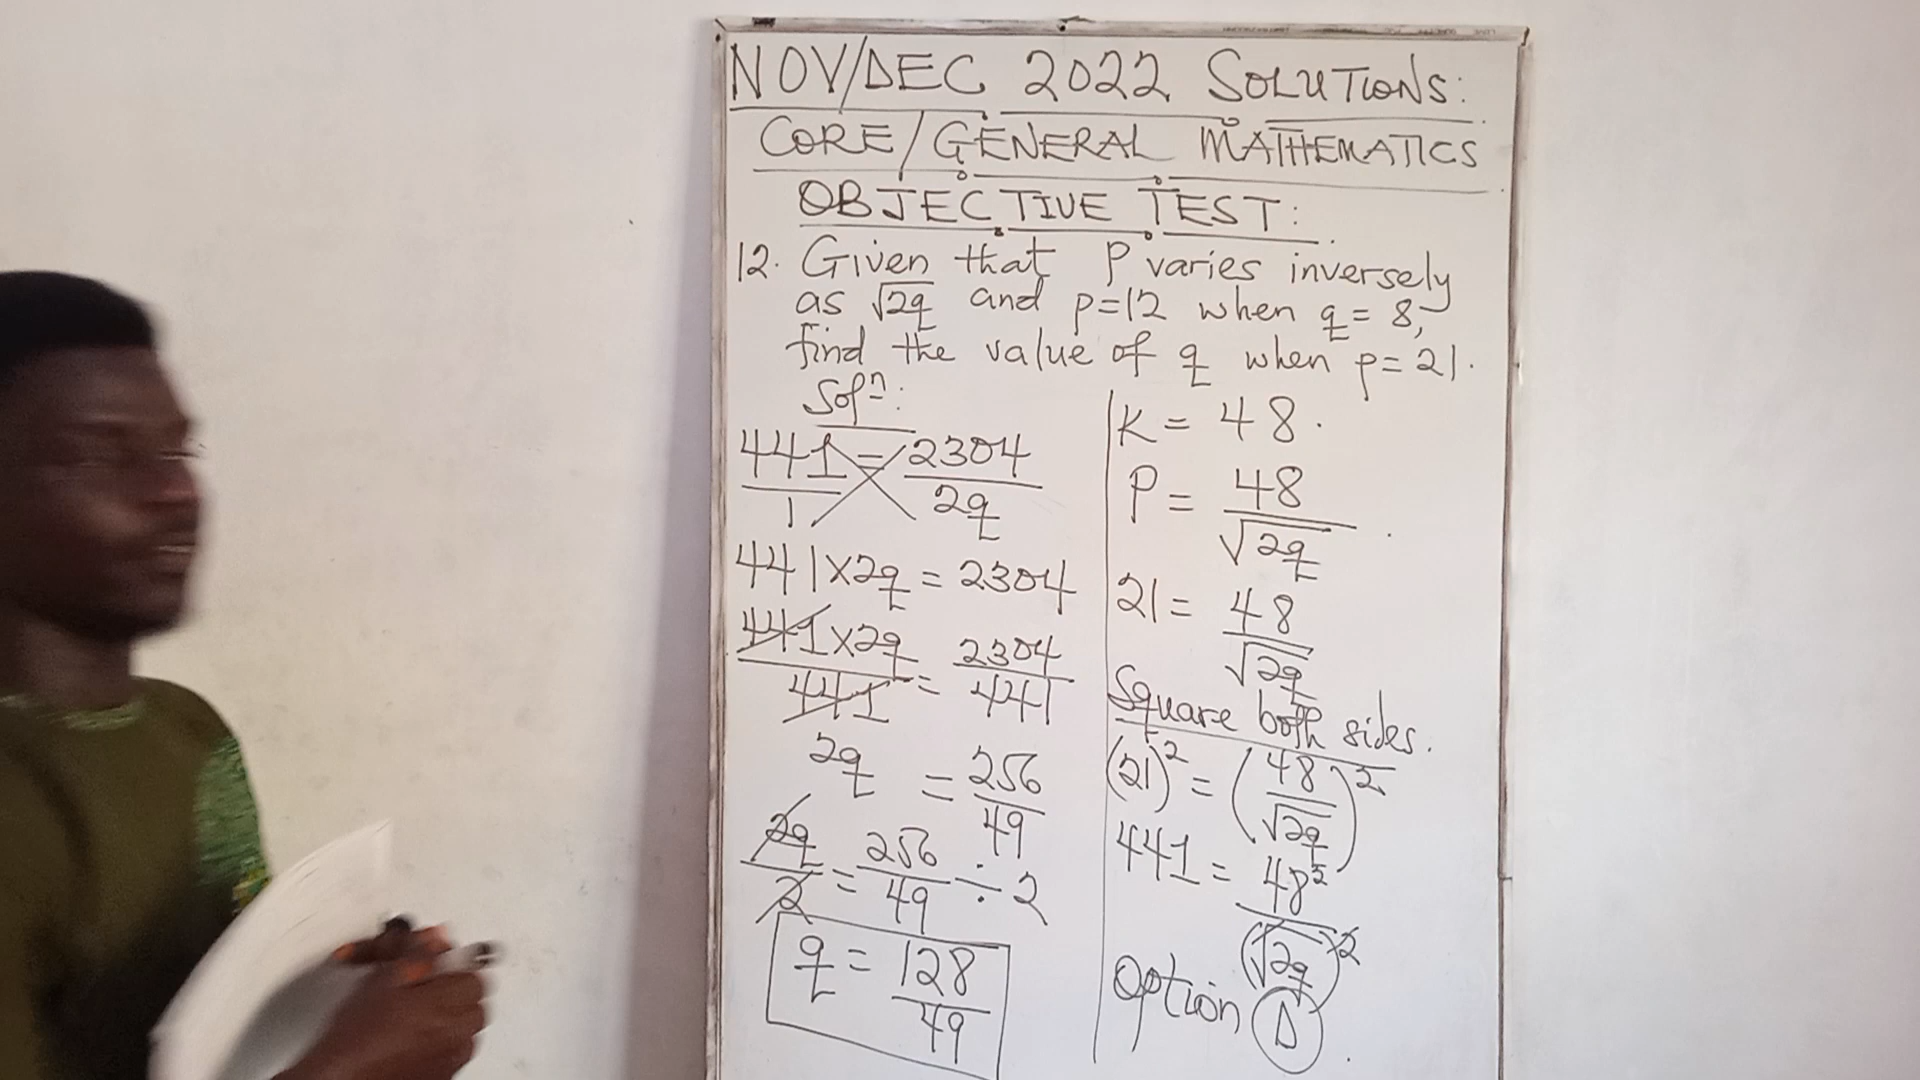 NOV/DEC 2022 SOLUTIONS:
CORE/GENERAL MATHEMATICS
OBJECTIVE TEST:
12. Given that P varies inversely
as √2q and p=12 when q=8,
find the value of q when p=21.
Solⁿ:
441/1 = 2304/2q
441×2q = 2304
441×2q/441 = 2304/441
2q = 256/49
2q/2 = 256/49 ÷ 2
q = 128/49
K = 48.
P = 48/√2q
21 = 48/√2q
Square both sides.
(21)² = (48/√2q)²
441 = 48²/(√2q)²
Option D